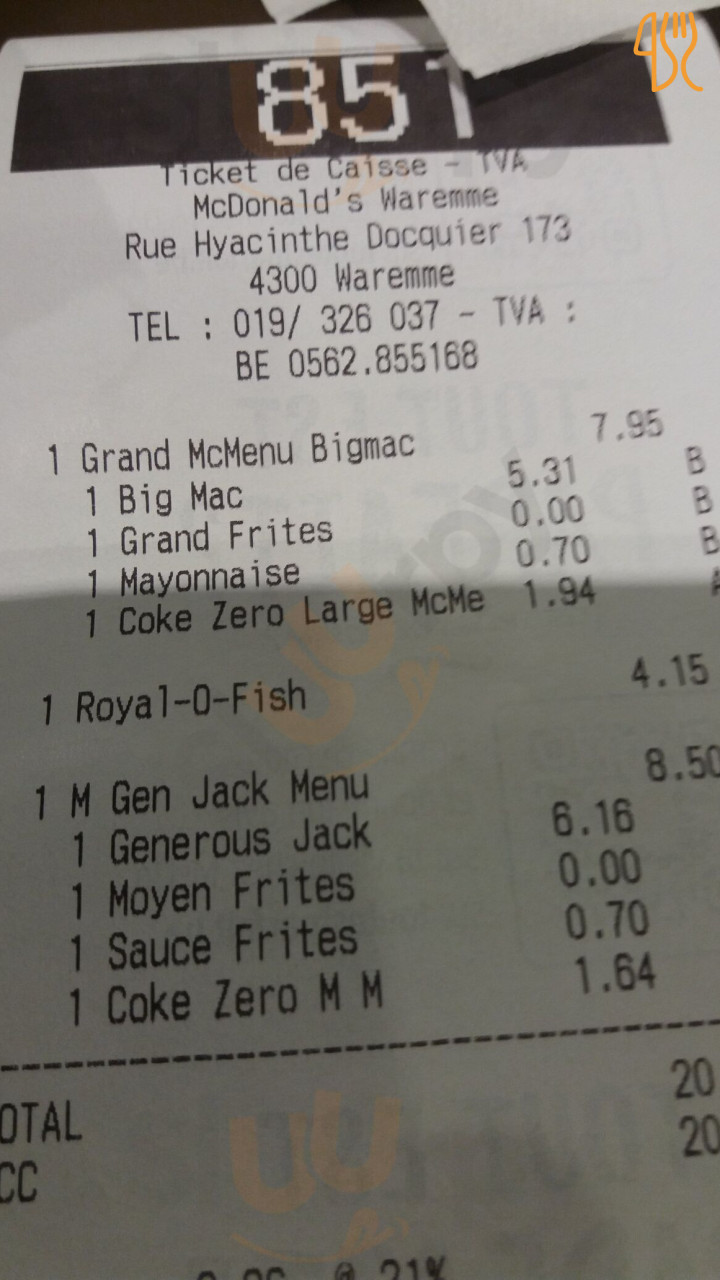 851
Ticket de Caisse - TVA
McDonald's Waremme
Rue Hyacinthe Docquier 173
4300 Waremme
TEL : 019/ 326 037 - TVA :
BE 0562.855168
1 Grand McMenu Bigmac 7.95
1 Big Mac 5.31 B
1 Grand Frites 0.00 B
1 Mayonnaise 0.70 B
1 Coke Zero Large McMe 1.94 A
1 Royal-O-Fish 4.15
1 M Gen Jack Menu 8.50
1 Generous Jack 6.16
1 Moyen Frites 0.00
1 Sauce Frites 0.70
1 Coke Zero M M 1.64
OTAL 20
CC 20
@ 21%